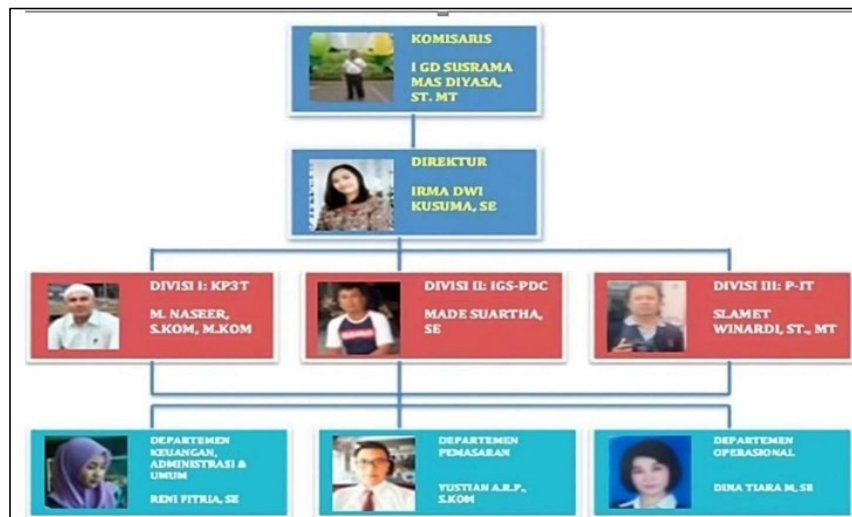 KOMISARIS
I GD SUSRAMA
MAS DIYASA,
ST. MT
DIREKTUR
IRMA DWI
KUSUMA, SE
DIVISI I: KP3T
M. NASEER,
S.KOM, M.KOM
DIVISI II: IGS-PDC
MADE SUARTHA,
SE
DIVISI III: P-IT
SLAMET
WINARDI, ST., MT
DEPARTEMEN
KEUANGAN,
ADMINISTRASI &
UMUM
RENI FITRIA, SE
DEPARTEMEN
PEMASARAN
YUSTIAN A.R.P.,
S.KOM
DEPARTEMEN
OPERASIONAL
DINA TIARA M, SE